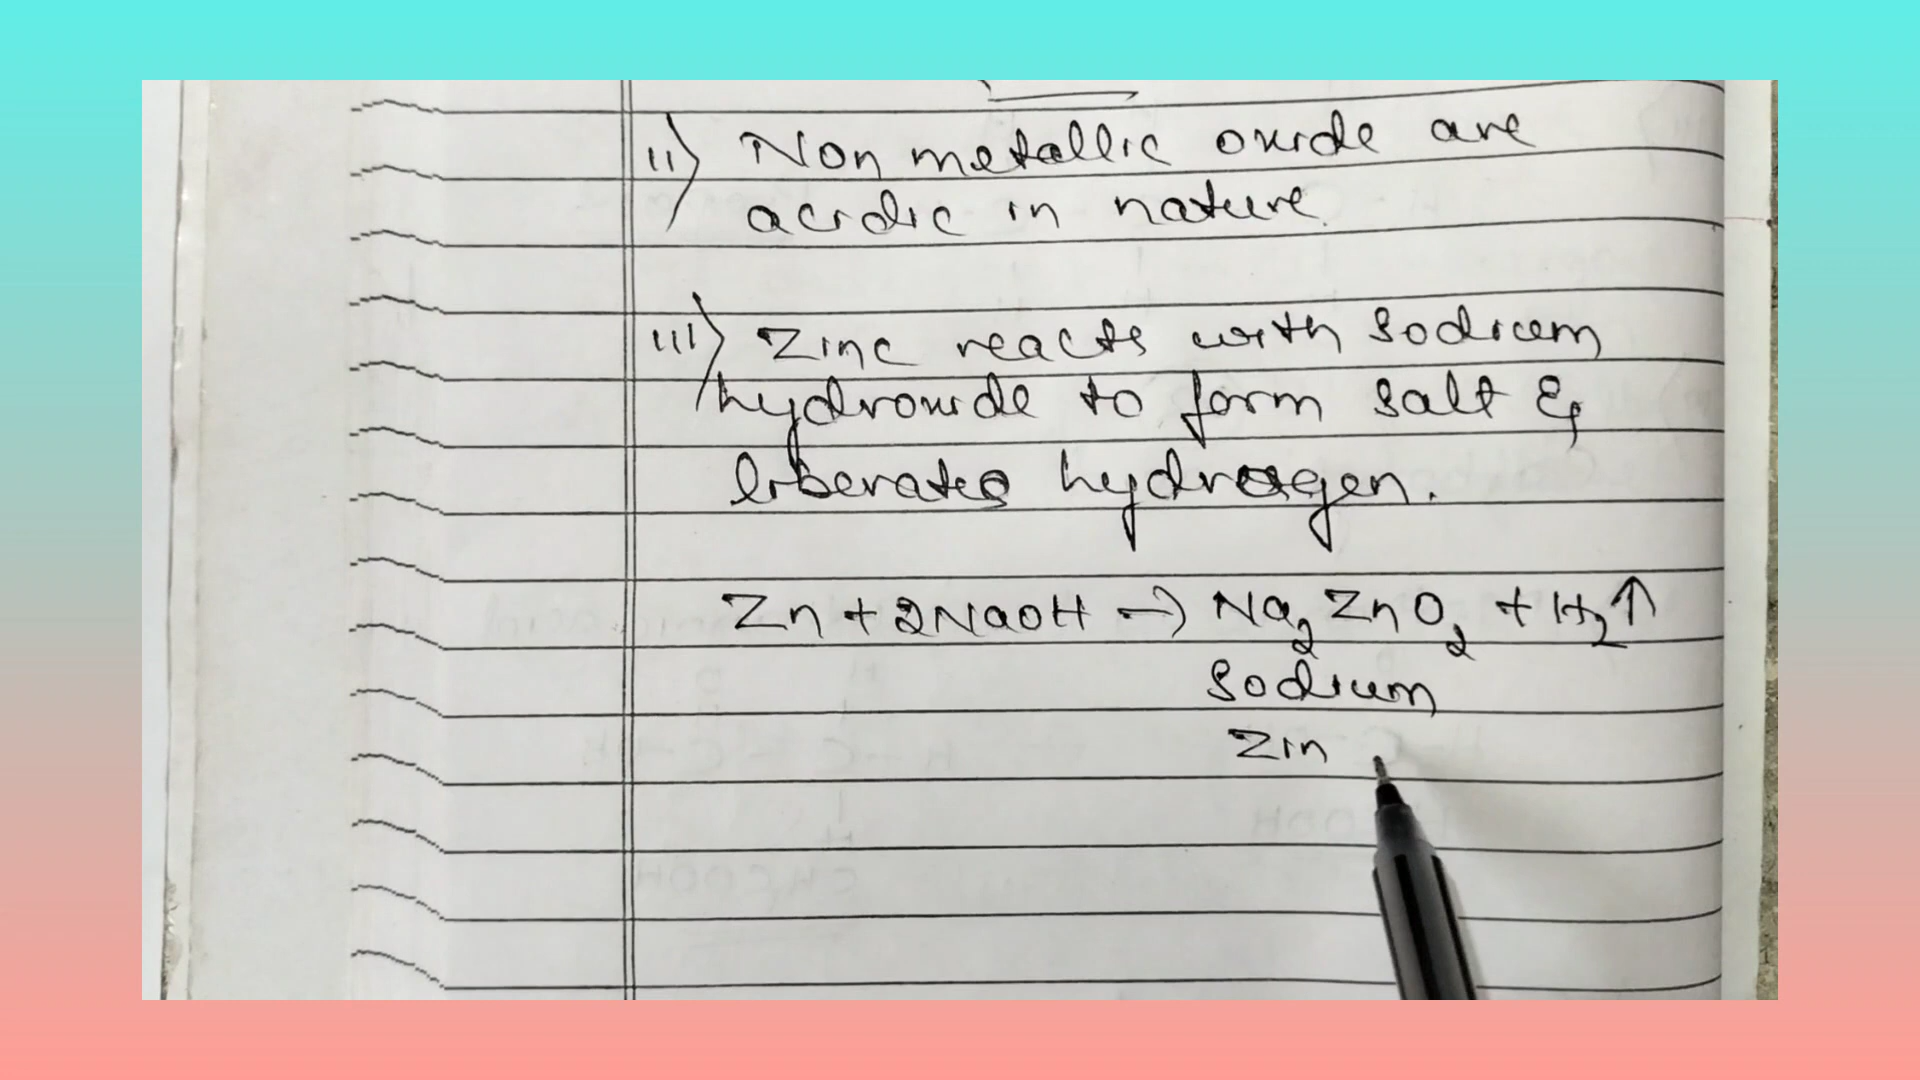 ii) Non metallic oxide are
acidic in nature.
iii) Zinc reacts with Sodium
hydroxide to form salt &
liberates hydrogen.
Zn + 2NaOH → Na₂ZnO₂ + H₂↑
Sodium
Zin